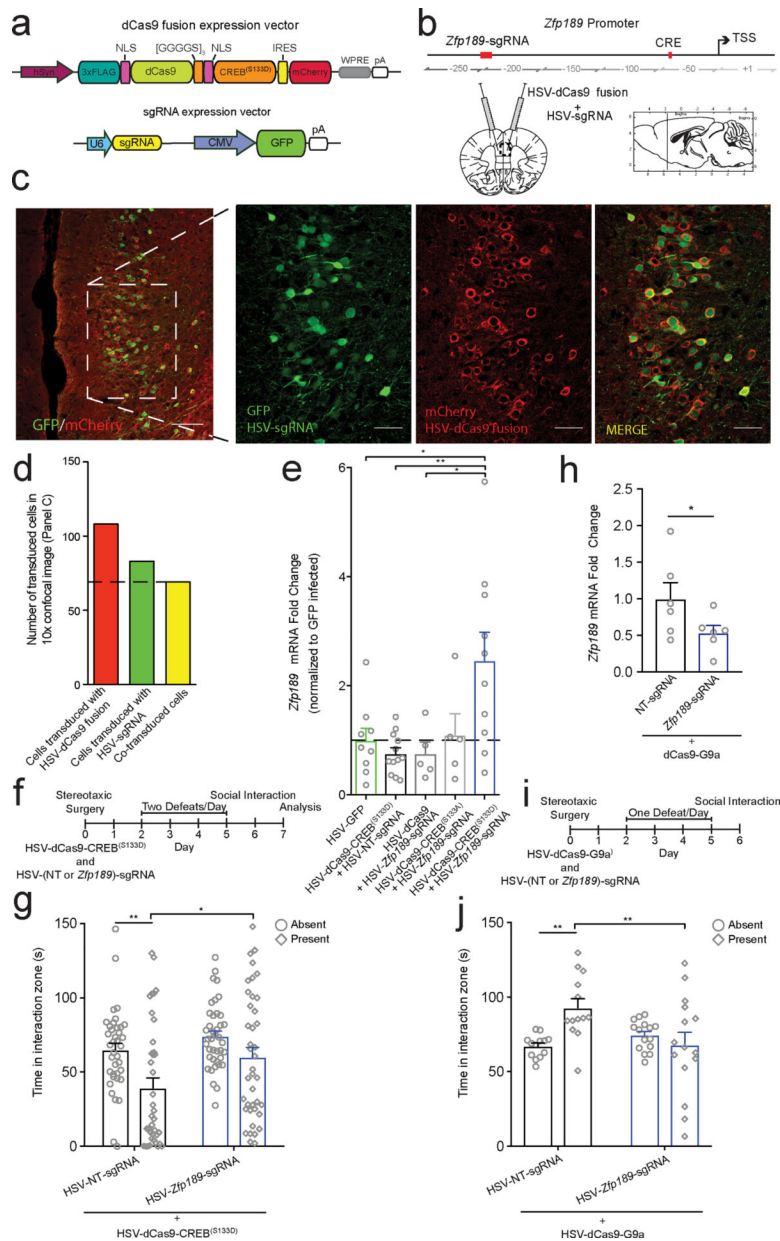 a
dCas9 fusion expression vector
NLS
[GGGGS]3
NLS
IRES
hSyn
3xFLAG
dCas9
CREB(S133D)
mCherry
WPRE
pA
sgRNA expression vector
U6
sgRNA
CMV
GFP
pA
b
Zfp189 Promoter
Zfp189-sgRNA
CRE
TSS
-250
-200
-150
-100
-50
+1
HSV-dCas9 fusion
+
HSV-sgRNA
c
GFP/mCherry
GFP
HSV-sgRNA
mCherry
HSV-dCas9 fusion
MERGE
d
Number of transduced cells in
10x confocal image (Panel C)
150
100
50
0
Cells transduced with
HSV-dCas9 fusion
Cells transduced with
HSV-sgRNA
Co-transduced cells
e
Zfp189 mRNA Fold Change
(normalized to GFP infected)
6
4
2
0
*
**
*
HSV-GFP
HSV-dCas9-CREB(S133D)
+ HSV-NT-sgRNA
HSV-dCas9
+ HSV-Zfp189-sgRNA
HSV-dCas9-CREB(S133A)
+ HSV-Zfp189-sgRNA
HSV-dCas9-CREB(S133D)
+ HSV-Zfp189-sgRNA
h
Zfp189 mRNA Fold Change
2.5
2.0
1.5
1.0
0.5
0.0
*
NT-sgRNA
Zfp189-sgRNA
+
dCas9-G9a
f
Stereotaxic
Surgery
Two Defeats/Day
Social Interaction
Analysis
0 1 2 3 4 5 6 7
Day
HSV-dCas9-CREB(S133D)
and
HSV-(NT or Zfp189)-sgRNA
i
Stereotaxic
Surgery
One Defeat/Day
Social Interaction
0 1 2 3 4 5 6
Day
HSV-dCas9-G9a)
and
HSV-(NT or Zfp189)-sgRNA
g
Time in interaction zone (s)
150
100
50
0
**
*
Absent
Present
HSV-NT-sgRNA
HSV-Zfp189-sgRNA
+
HSV-dCas9-CREB(S133D)
j
Time in interaction zone (s)
150
100
50
0
**
**
Absent
Present
HSV-NT-sgRNA
HSV-Zfp189-sgRNA
+
HSV-dCas9-G9a